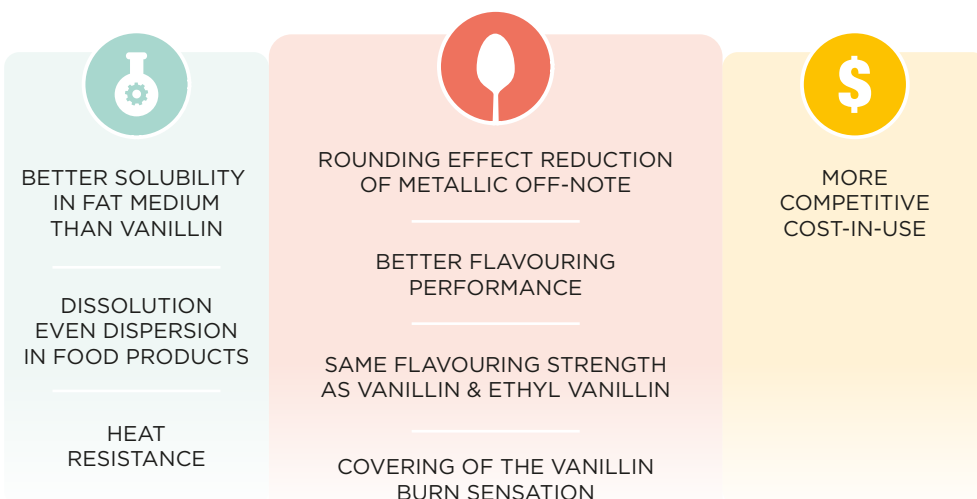 BETTER SOLUBILITY
IN FAT MEDIUM
THAN VANILLIN
DISSOLUTION
EVEN DISPERSION
IN FOOD PRODUCTS
HEAT
RESISTANCE
ROUNDING EFFECT REDUCTION
OF METALLIC OFF-NOTE
BETTER FLAVOURING
PERFORMANCE
SAME FLAVOURING STRENGTH
AS VANILLIN & ETHYL VANILLIN
COVERING OF THE VANILLIN
BURN SENSATION
$
MORE
COMPETITIVE
COST-IN-USE